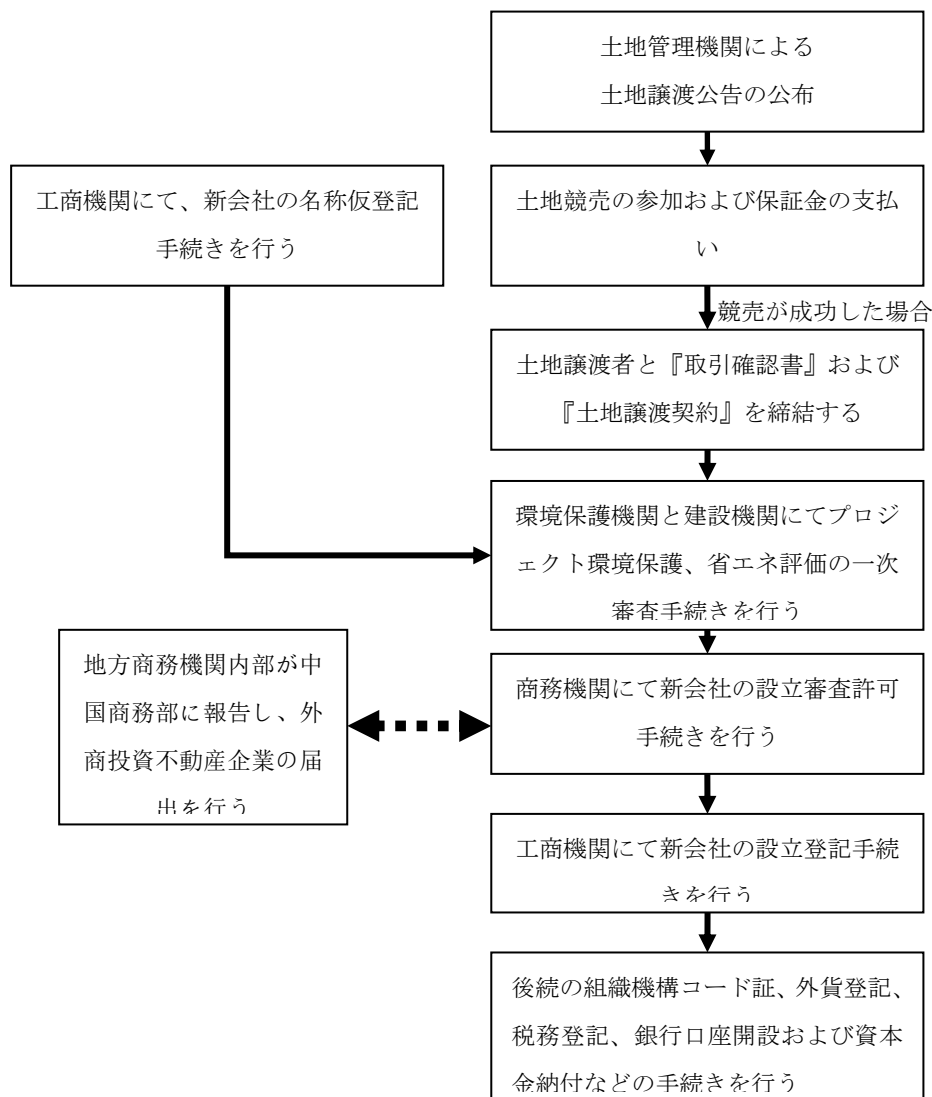 土地管理機関による
土地譲渡公告の公布
工商機関にて、新会社の名称仮登記
手続きを行う
土地競売の参加および保証金の支払
い
競売が成功した場合
土地譲渡者と『取引確認書』および
『土地譲渡契約』を締結する
環境保護機関と建設機関にてプロジ
ェクト環境保護、省エネ評価の一次
審査手続きを行う
地方商務機関内部が中
国商務部に報告し、外
商投資不動産企業の届
出を行う
商務機関にて新会社の設立審査許可
手続きを行う
工商機関にて新会社の設立登記手続
きを行う
後続の組織機構コード証、外貨登記、
税務登記、銀行口座開設および資本
金納付などの手続きを行う